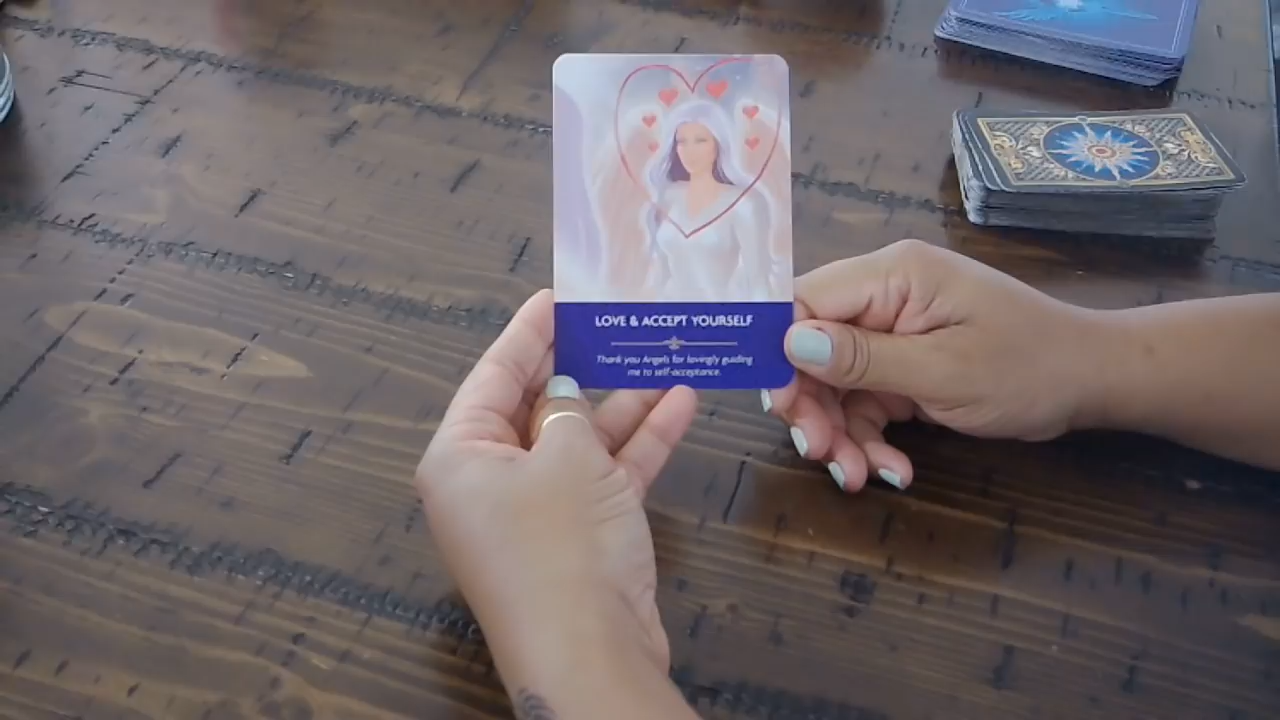 LOVE & ACCEPT YOURSELF
Thank you Angels for lovingly guiding
me to self-acceptance.